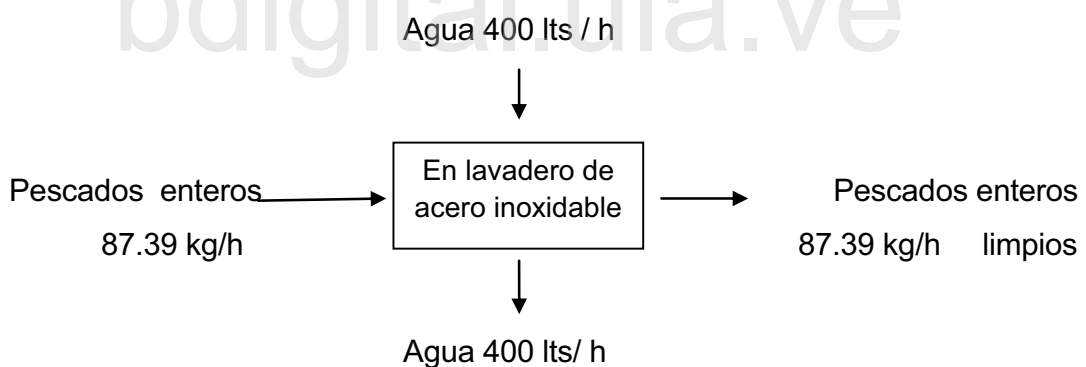 bdigital.ula.ve
Agua 400 lts / h
En lavadero de
acero inoxidable
Pescados enteros
87.39 kg/h
Pescados enteros
87.39 kg/h limpios
Agua 400 lts/ h